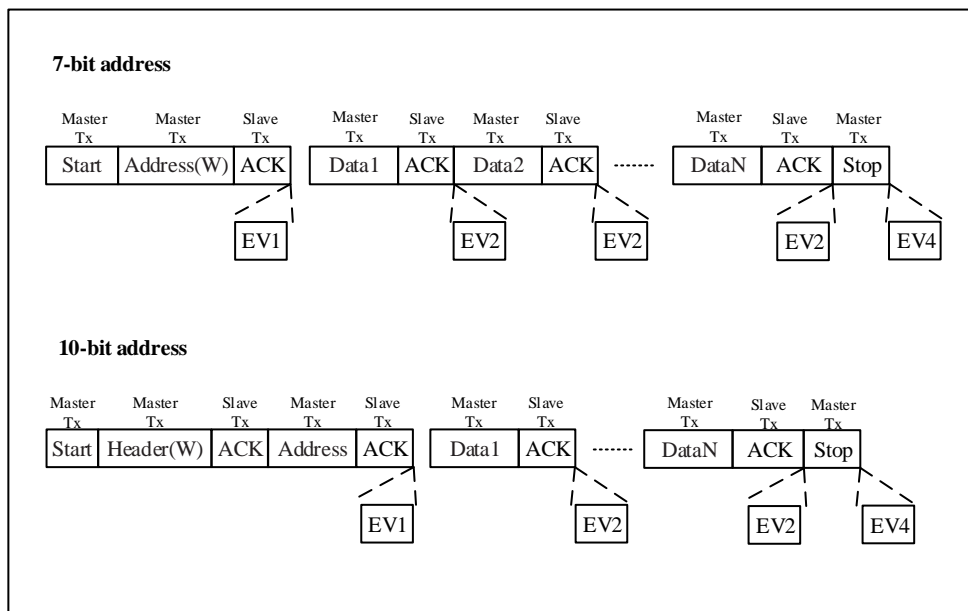 7-bit address
Master Master Slave Master Slave Master Slave Master Slave Master
Tx Tx Tx Tx Tx Tx Tx Tx Tx Tx
Start Address(W) ACK Data1 ACK Data2 ACK DataN ACK Stop
EV1 EV2 EV2 EV2 EV4
10-bit address
Master Master Slave Master Slave Master Slave Master Slave Master
Tx Tx Tx Tx Tx Tx Tx Tx Tx Tx
Start Header(W) ACK Address ACK Data1 ACK DataN ACK Stop
EV1 EV2 EV2 EV4